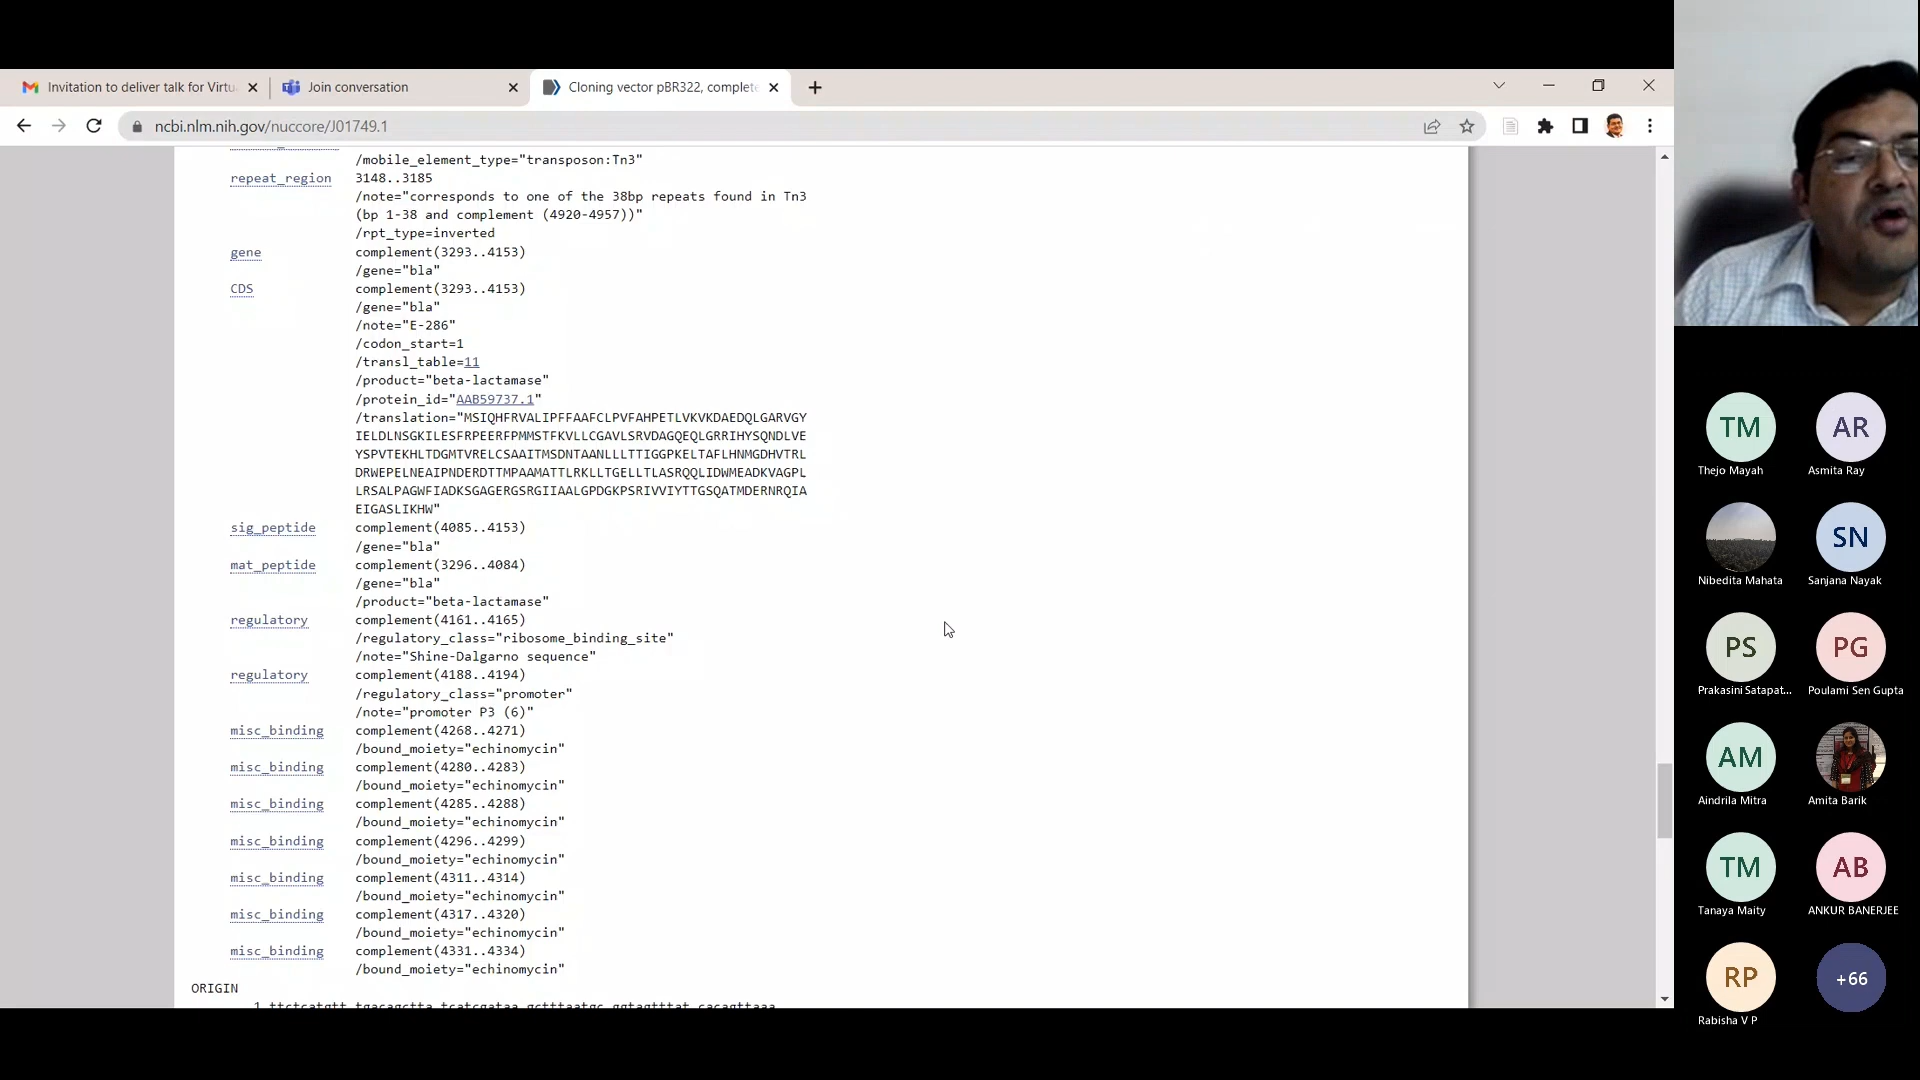 Invitation to deliver talk for Virtu
Join conversation
Cloning vector pBR322, complete
ncbi.nlm.nih.gov/nuccore/J01749.1
/mobile_element_type="transposon:Tn3"
repeat_region 3148..3185
/note="corresponds to one of the 38bp repeats found in Tn3
(bp 1-38 and complement (4920-4957))"
/rpt_type=inverted
gene complement(3293..4153)
/gene="bla"
CDS complement(3293..4153)
/gene="bla"
/note="E-286"
/codon_start=1
/transl_table=11
/product="beta-lactamase"
/protein_id="AAB59737.1"
/translation="MSIQHFRVALIPFFAAFCLPVFAHPETLVKVKDAEDQLGARVGY
IELDLNSGKILESFRPEERFPMMSTFKVLLCGAVLSRVDAGQEQLGRRIHYSQNDLVE
YSPVTEKHLTDGMTVRELCSAAITMSDNTAANLLLTTIGGPKELTAFLHNMGDHVTRL
DRWEPELNEAIPNDERDTTMPAAMATTLRKLLTGELLTLASRQQLIDWMEADKVAGPL
LRSALPAGWFIADKSGAGERGSRGIIAALGPDGKPSRIVVIYTTGSQATMDERNRQIA
EIGASLIKHW"
sig_peptide complement(4085..4153)
/gene="bla"
mat_peptide complement(3296..4084)
/gene="bla"
/product="beta-lactamase"
regulatory complement(4161..4165)
/regulatory_class="ribosome_binding_site"
/note="Shine-Dalgarno sequence"
regulatory complement(4188..4194)
/regulatory_class="promoter"
/note="promoter P3 (6)"
misc_binding complement(4268..4271)
/bound_moiety="echinomycin"
misc_binding complement(4280..4283)
/bound_moiety="echinomycin"
misc_binding complement(4285..4288)
/bound_moiety="echinomycin"
misc_binding complement(4296..4299)
/bound_moiety="echinomycin"
misc_binding complement(4311..4314)
/bound_moiety="echinomycin"
misc_binding complement(4317..4320)
/bound_moiety="echinomycin"
misc_binding complement(4331..4334)
/bound_moiety="echinomycin"
ORIGIN
1 ttctcatgtt tgacagctta tcatcgataa gctttaatgc ggtagtttat cacagttaaa
TM AR
Thejo Mayah Asmita Ray
SN
Nibedita Mahata Sanjana Nayak
PS PG
Prakasini Satapat... Poulami Sen Gupta
AM
Aindrila Mitra Amita Barik
TM AB
Tanaya Maity ANKUR BANERJEE
RP +66
Rabisha V P